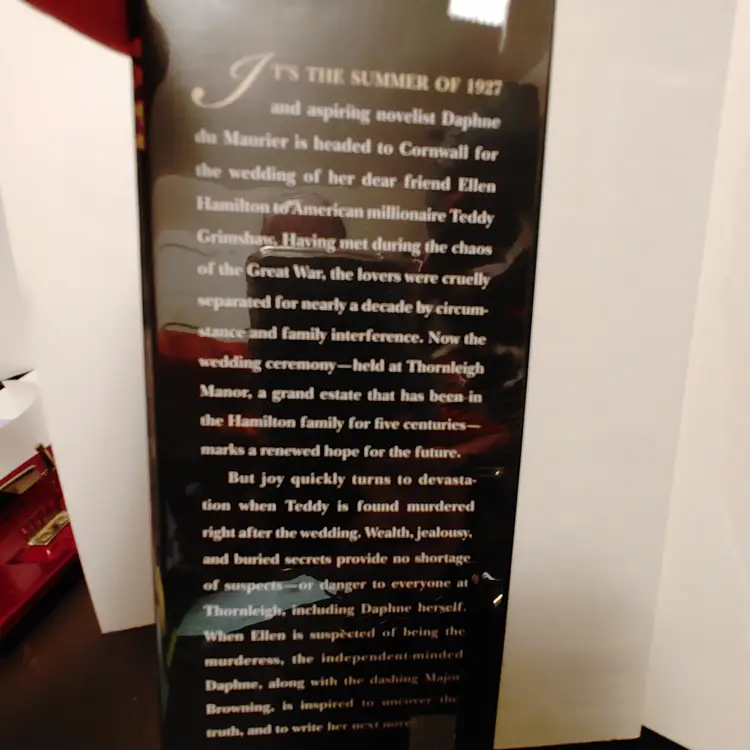 IT'S THE SUMMER OF 1927
and aspiring novelist Daphne
du Maurier is headed to Cornwall for
the wedding of her dear friend Ellen
Hamilton to American millionaire Teddy
Grimshaw. Having met during the chaos
of the Great War, the lovers were cruelly
separated for nearly a decade by circum-
stance and family interference. Now the
wedding ceremony—held at Thornleigh
Manor, a grand estate that has been in
the Hamilton family for five centuries—
marks a renewed hope for the future.
But joy quickly turns to devasta-
tion when Teddy is found murdered
right after the wedding. Wealth, jealousy,
and buried secrets provide no shortage
of suspects—or danger to everyone at
Thornleigh, including Daphne herself.
When Ellen is suspected of being the
murderess, the independent-minded
Daphne, along with the dashing Major
Browning, is inspired to uncover the
truth, and to write her next novel